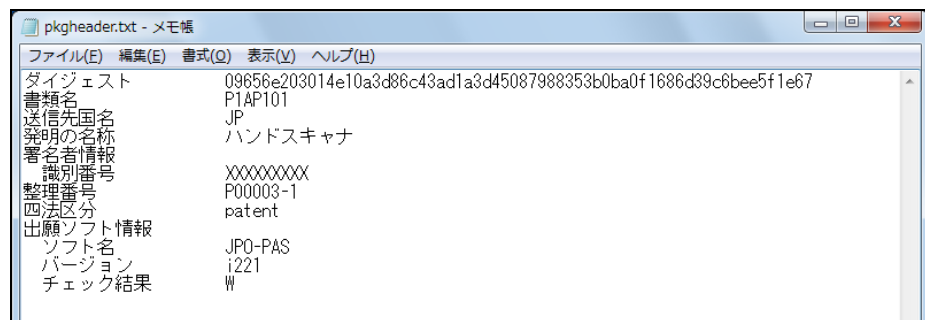 pkgheader.txt - メモ帳
ファイル(F) 編集(E) 書式(O) 表示(V) ヘルプ(H)
ダイジェスト 09656e203014e10a3d86c43ad1a3d45087988353b0ba0f1686d39c6bee5f1e67
書類名 P1AP101
送信先国名 JP
発明の名称 ハンドスキャナ
署名者情報
識別番号 XXXXXXXXX
整理番号 P00003-1
四法区分 patent
出願ソフト情報
ソフト名 JPO-PAS
バージョン i221
チェック結果 W